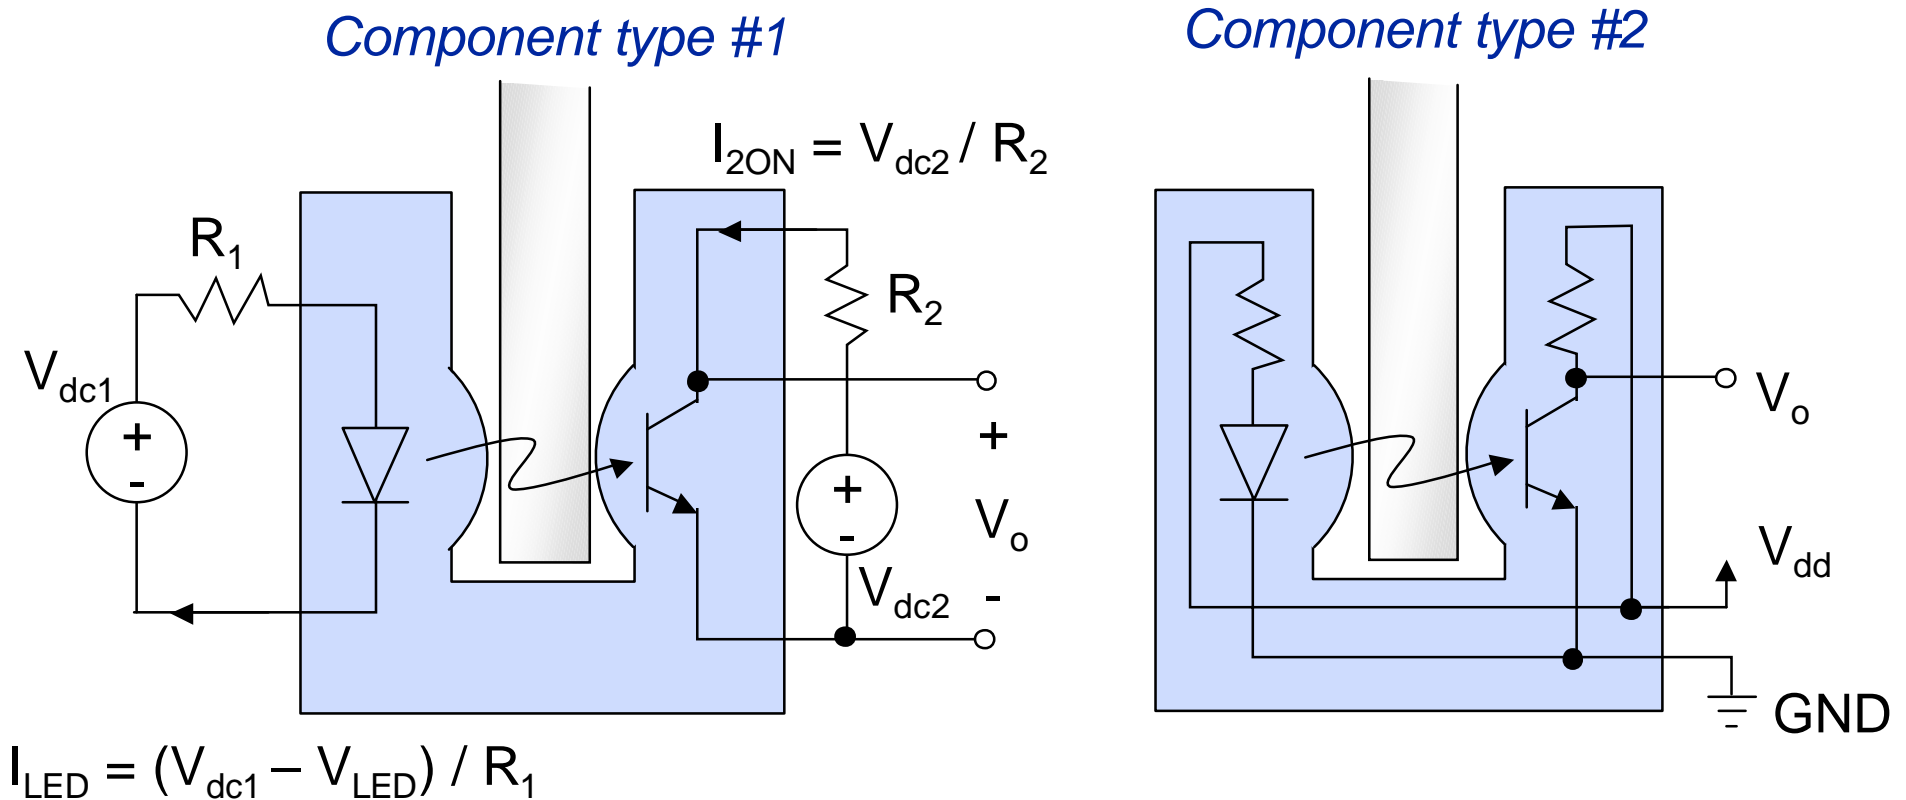 Component type #1
Component type #2
I2ON = Vdc2 / R2
R1
R2
Vdc1
+
-
+
-
+
Vo
-
Vdc2
Vo
Vdd
GND
ILED = (Vdc1 – VLED) / R1